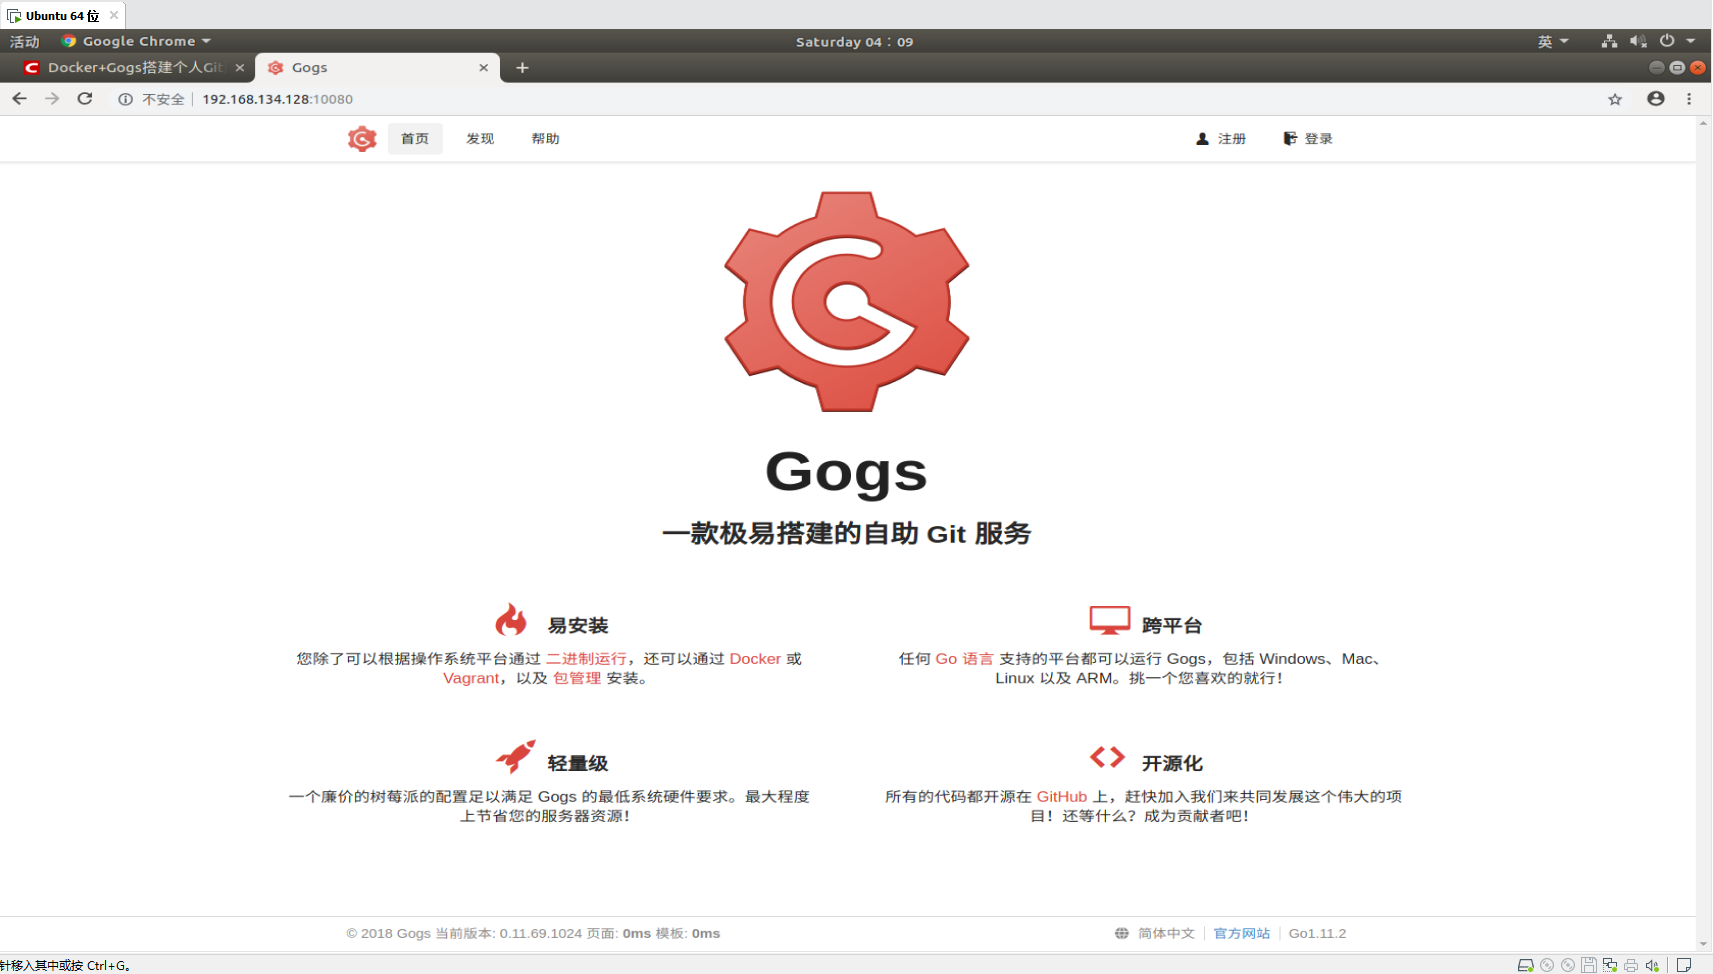 Ubuntu 64 位
活动 Google Chrome Saturday 04：09 英
Docker+Gogs搭建个人Git Gogs
不安全 192.168.134.128:10080
首页 发现 帮助 注册 登录
Gogs
一款极易搭建的自助 Git 服务
易安装
您除了可以根据操作系统平台通过 二进制运行，还可以通过 Docker 或
Vagrant，以及 包管理 安装。
跨平台
任何 Go 语言 支持的平台都可以运行 Gogs，包括 Windows、Mac、
Linux 以及 ARM。挑一个您喜欢的就行！
轻量级
一个廉价的树莓派的配置足以满足 Gogs 的最低系统硬件要求。最大程度
上节省您的服务器资源！
开源化
所有的代码都开源在 GitHub 上，赶快加入我们来共同发展这个伟大的项
目！还等什么？成为贡献者吧！
© 2018 Gogs 当前版本: 0.11.69.1024 页面: 0ms 模板: 0ms 简体中文 官方网站 Go1.11.2
针移入其中或按 Ctrl+G。